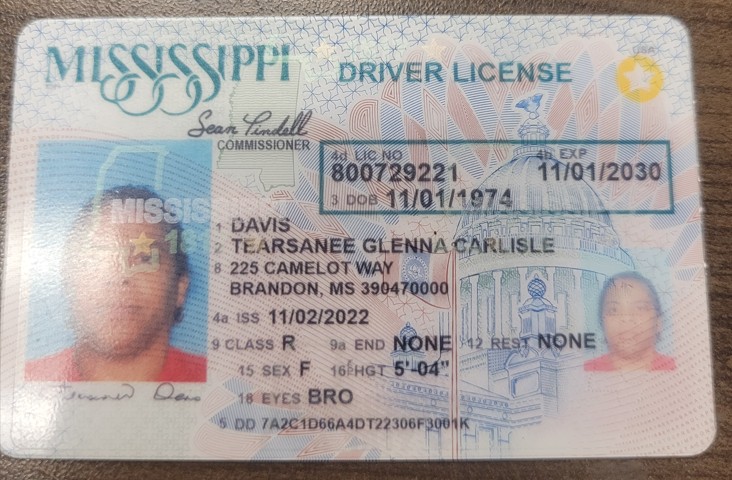 MISSISSIPPI DRIVER LICENSE
USA
Sean Tindell
COMMISSIONER
4d LIC NO 4b EXP
800729221 11/01/2030
3 DOB 11/01/1974
MISSIS
1 DAVIS
2 TEARSANEE GLENNA CARLISLE
8 225 CAMELOT WAY
BRANDON, MS 390470000
4a ISS 11/02/2022
9 CLASS R 9a END NONE 12 REST NONE
15 SEX F 16 HGT 5'-04"
18 EYES BRO
5 DD 7A2C1D66A4DT22306F3001K